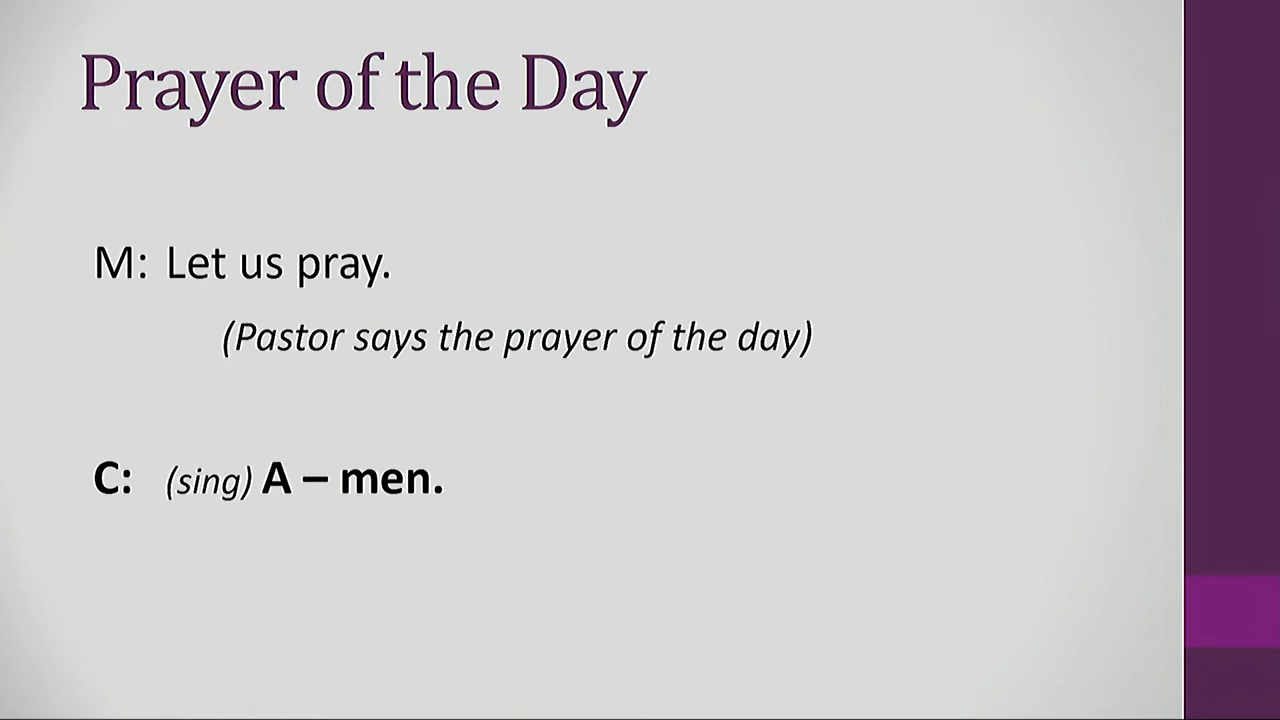 Prayer of the Day
M: Let us pray.
(Pastor says the prayer of the day)
C: (sing) A – men.